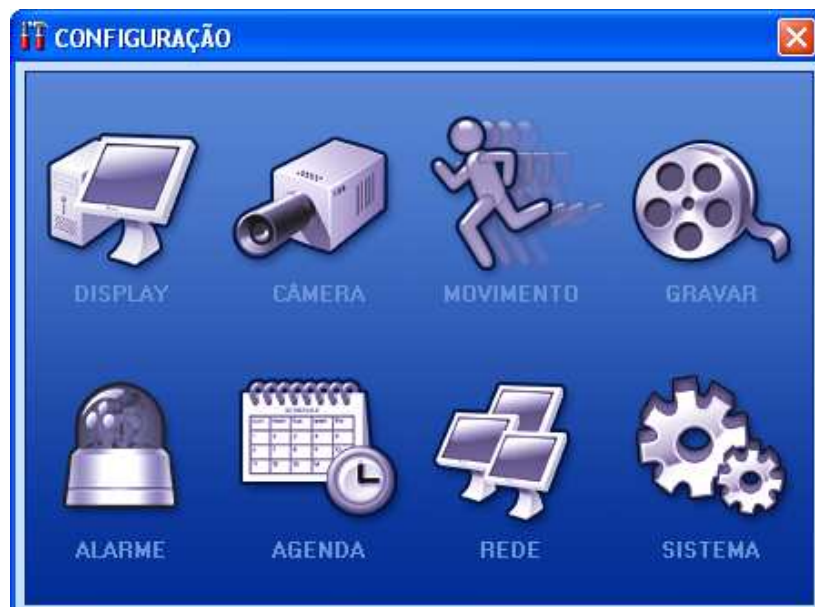 CONFIGURAÇÃO
DISPLAY
CÂMERA
MOVIMENTO
GRAVAR
ALARME
AGENDA
REDE
SISTEMA